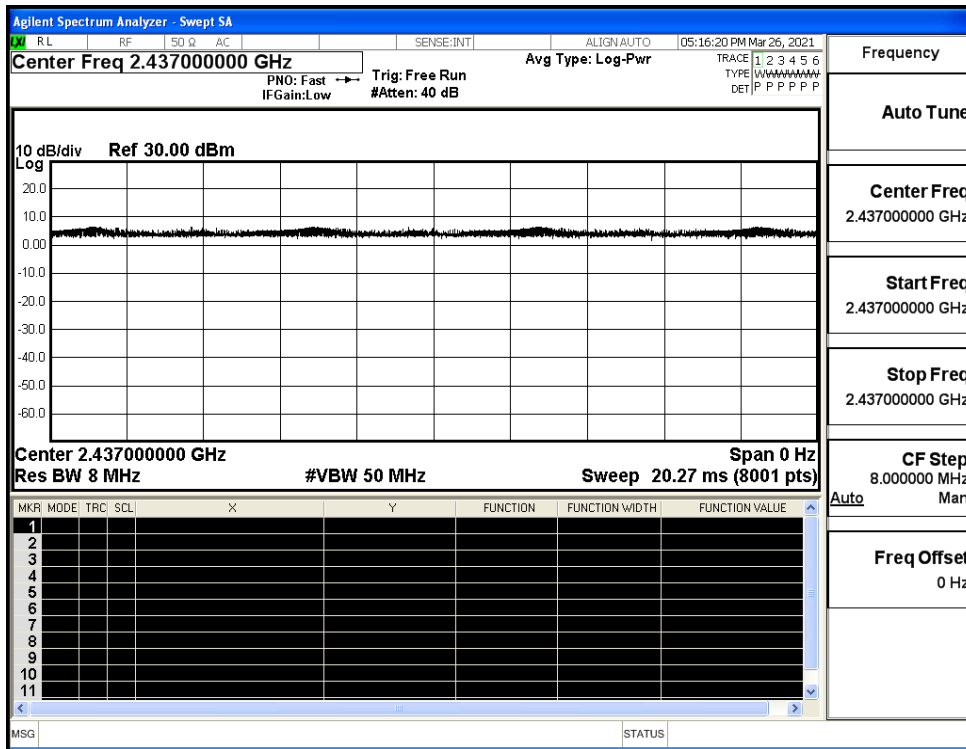 Agilent Spectrum Analyzer - Swept SA
LXI RL RF 50 Ω AC SENSE:INT ALIGN AUTO 05:16:20 PM Mar 26, 2021
Center Freq 2.437000000 GHz
PNO: Fast
IFGain:Low
Trig: Free Run
#Atten: 40 dB
Avg Type: Log-Pwr
TRACE 1 2 3 4 5 6
TYPE WWWWWW
DET P P P P P P
10 dB/div Ref 30.00 dBm
Log
20.0
10.0
0.00
-10.0
-20.0
-30.0
-40.0
-50.0
-60.0
Center 2.437000000 GHz Span 0 Hz
Res BW 8 MHz #VBW 50 MHz Sweep 20.27 ms (8001 pts)
MKR MODE TRC SCL X Y FUNCTION FUNCTION WIDTH FUNCTION VALUE
1
2
3
4
5
6
7
8
9
10
11
MSG STATUS
Frequency
Auto Tune
Center Freq
2.437000000 GHz
Start Freq
2.437000000 GHz
Stop Freq
2.437000000 GHz
CF Step
8.000000 MHz
Auto Man
Freq Offset
0 Hz